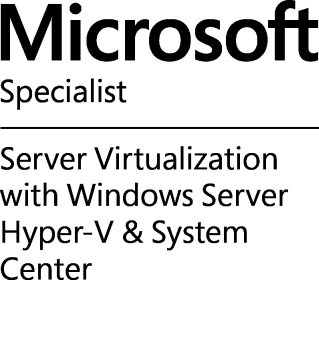 Microsoft
Specialist
Server Virtualization
with Windows Server
Hyper-V & System
Center